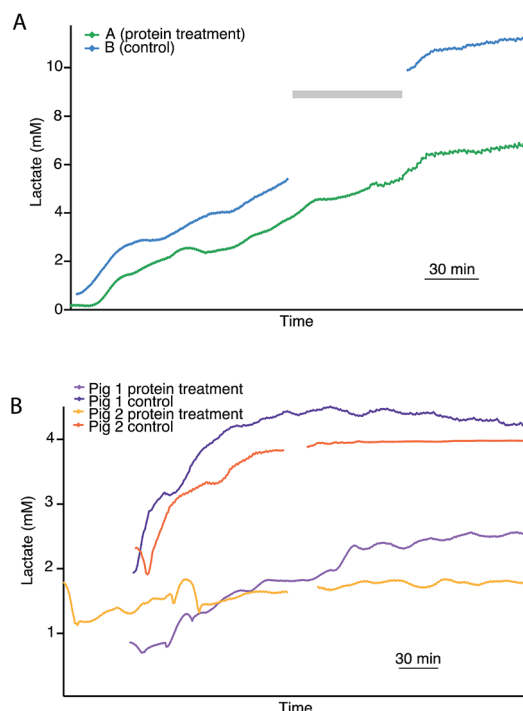 A
A (protein treatment)
B (control)
10
8
6
4
2
0
Lactate (mM)
30 min
Time
B
Pig 1 protein treatment
Pig 1 control
Pig 2 protein treatment
Pig 2 control
4
3
2
1
Lactate (mM)
30 min
Time